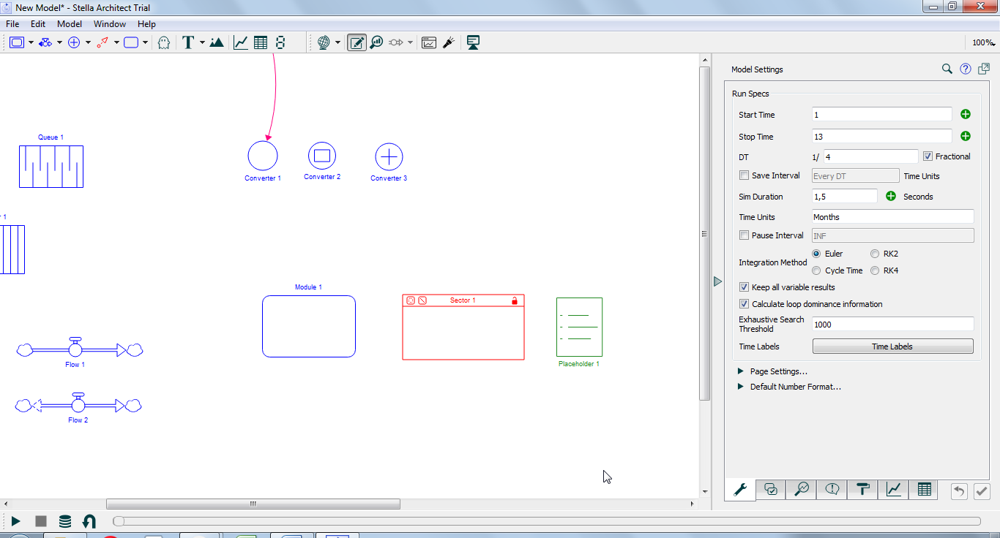 New Model* - Stella Architect Trial
File Edit Model Window Help
T
100%
Queue 1
Converter 1
Converter 2
Converter 3
r 1
Module 1
Sector 1
Placeholder 1
Flow 1
Flow 2
Model Settings
Run Specs
Start Time 1
Stop Time 13
DT 1/ 4 Fractional
Save Interval Every DT Time Units
Sim Duration 1,5 Seconds
Time Units Months
Pause Interval INF
Integration Method Euler RK2
Cycle Time RK4
Keep all variable results
Calculate loop dominance information
Exhaustive Search
Threshold 1000
Time Labels Time Labels
Page Settings...
Default Number Format...